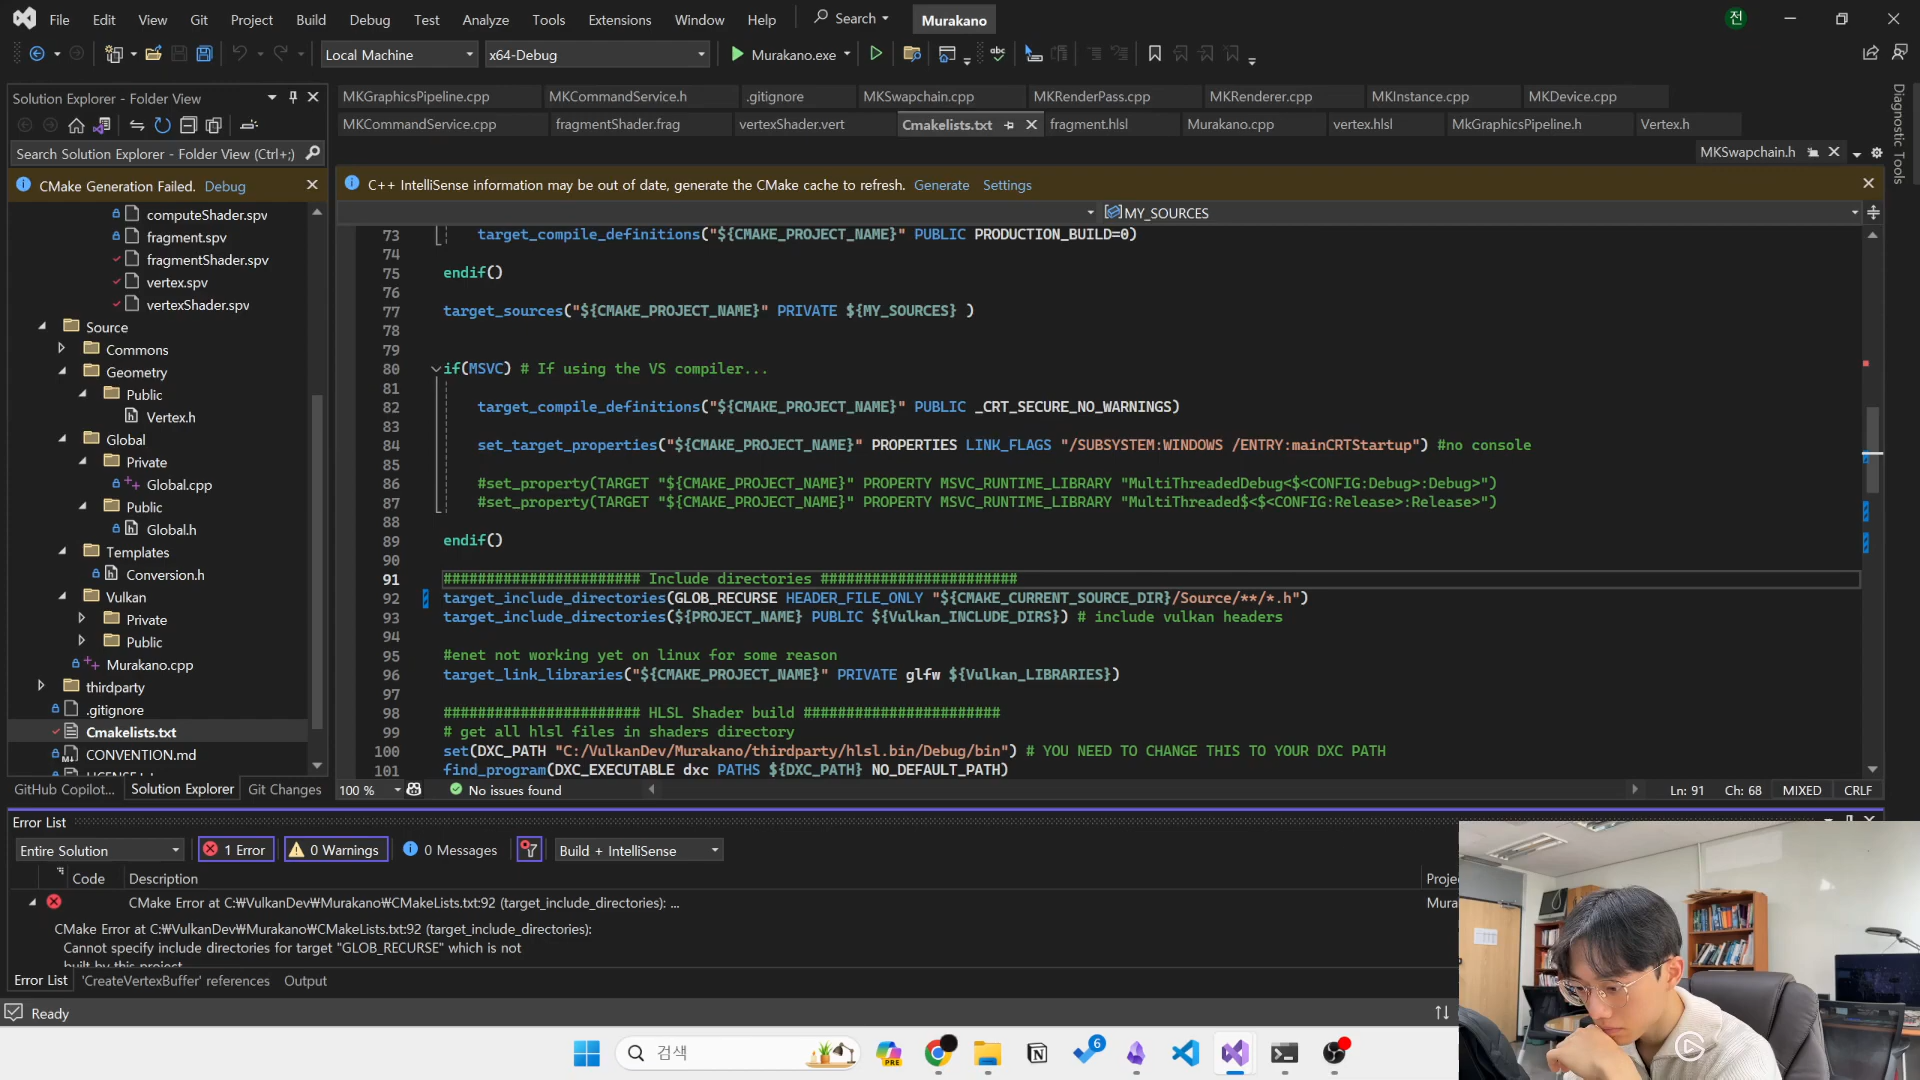 File Edit View Git Project Build Debug Test Analyze Tools Extensions Window Help Search Murakano 전
Local Machine x64-Debug Murakano.exe
Solution Explorer - Folder View
MKGraphicsPipeline.cpp MKCommandService.h .gitignore MKSwapchain.cpp MKRenderPass.cpp MKRenderer.cpp MKInstance.cpp MKDevice.cpp
MKCommandService.cpp fragmentShader.frag vertexShader.vert Cmakelists.txt fragment.hlsl Murakano.cpp vertex.hlsl MkGraphicsPipeline.h Vertex.h
MKSwapchain.h
Diagnostic Tools
Search Solution Explorer - Folder View (Ctrl+;)
CMake Generation Failed. Debug
C++ IntelliSense information may be out of date, generate the CMake cache to refresh. Generate Settings
MY_SOURCES
computeShader.spv
fragment.spv
fragmentShader.spv
vertex.spv
vertexShader.spv
Source
Commons
Geometry
Public
Vertex.h
Global
Private
Global.cpp
Public
Global.h
Templates
Conversion.h
Vulkan
Private
Public
Murakano.cpp
thirdparty
.gitignore
Cmakelists.txt
CONVENTION.md
GitHub Copilot... Solution Explorer Git Changes
73 target_compile_definitions("${CMAKE_PROJECT_NAME}" PUBLIC PRODUCTION_BUILD=0)
74
75 endif()
76
77 target_sources("${CMAKE_PROJECT_NAME}" PRIVATE ${MY_SOURCES} )
78
79
80 if(MSVC) # If using the VS compiler...
81
82 target_compile_definitions("${CMAKE_PROJECT_NAME}" PUBLIC _CRT_SECURE_NO_WARNINGS)
83
84 set_target_properties("${CMAKE_PROJECT_NAME}" PROPERTIES LINK_FLAGS "/SUBSYSTEM:WINDOWS /ENTRY:mainCRTStartup") #no console
85
86 #set_property(TARGET "${CMAKE_PROJECT_NAME}" PROPERTY MSVC_RUNTIME_LIBRARY "MultiThreadedDebug<$<CONFIG:Debug>:Debug>")
87 #set_property(TARGET "${CMAKE_PROJECT_NAME}" PROPERTY MSVC_RUNTIME_LIBRARY "MultiThreaded$<$<CONFIG:Release>:Release>")
88
89 endif()
90
91 ####################### Include directories #######################
92 target_include_directories(GLOB_RECURSE HEADER_FILE_ONLY "${CMAKE_CURRENT_SOURCE_DIR}/Source/**/*.h")
93 target_include_directories(${PROJECT_NAME} PUBLIC ${Vulkan_INCLUDE_DIRS}) # include vulkan headers
94
95 #enet not working yet on linux for some reason
96 target_link_libraries("${CMAKE_PROJECT_NAME}" PRIVATE glfw ${Vulkan_LIBRARIES})
97
98 ####################### HLSL Shader build #######################
99 # get all hlsl files in shaders directory
100 set(DXC_PATH "C:/VulkanDev/Murakano/thirdparty/hlsl.bin/Debug/bin") # YOU NEED TO CHANGE THIS TO YOUR DXC PATH
101 find_program(DXC_EXECUTABLE dxc PATHS ${DXC_PATH} NO_DEFAULT_PATH)
100 % No issues found Ln: 91 Ch: 68 MIXED CRLF
Error List
Entire Solution 1 Error 0 Warnings 0 Messages Build + IntelliSense
Code Description Projec
CMake Error at C:₩VulkanDev₩Murakano₩CMakeLists.txt:92 (target_include_directories): ... Mura
CMake Error at C:₩VulkanDev₩Murakano₩CMakeLists.txt:92 (target_include_directories):
Cannot specify include directories for target "GLOB_RECURSE" which is not
built by this project
Error List 'CreateVertexBuffer' references Output
Ready
검색 PRE 6